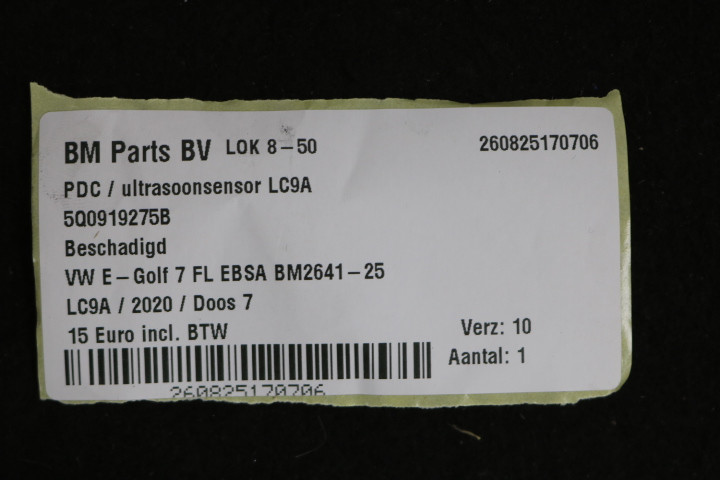 BM Parts BV LOK 8-50 260825170706
PDC / ultrasoonsensor LC9A
5Q0919275B
Beschadigd
VW E-Golf 7 FL EBSA BM2641-25
LC9A / 2020 / Doos 7
15 Euro incl. BTW Verz: 10
Aantal: 1
260825170706